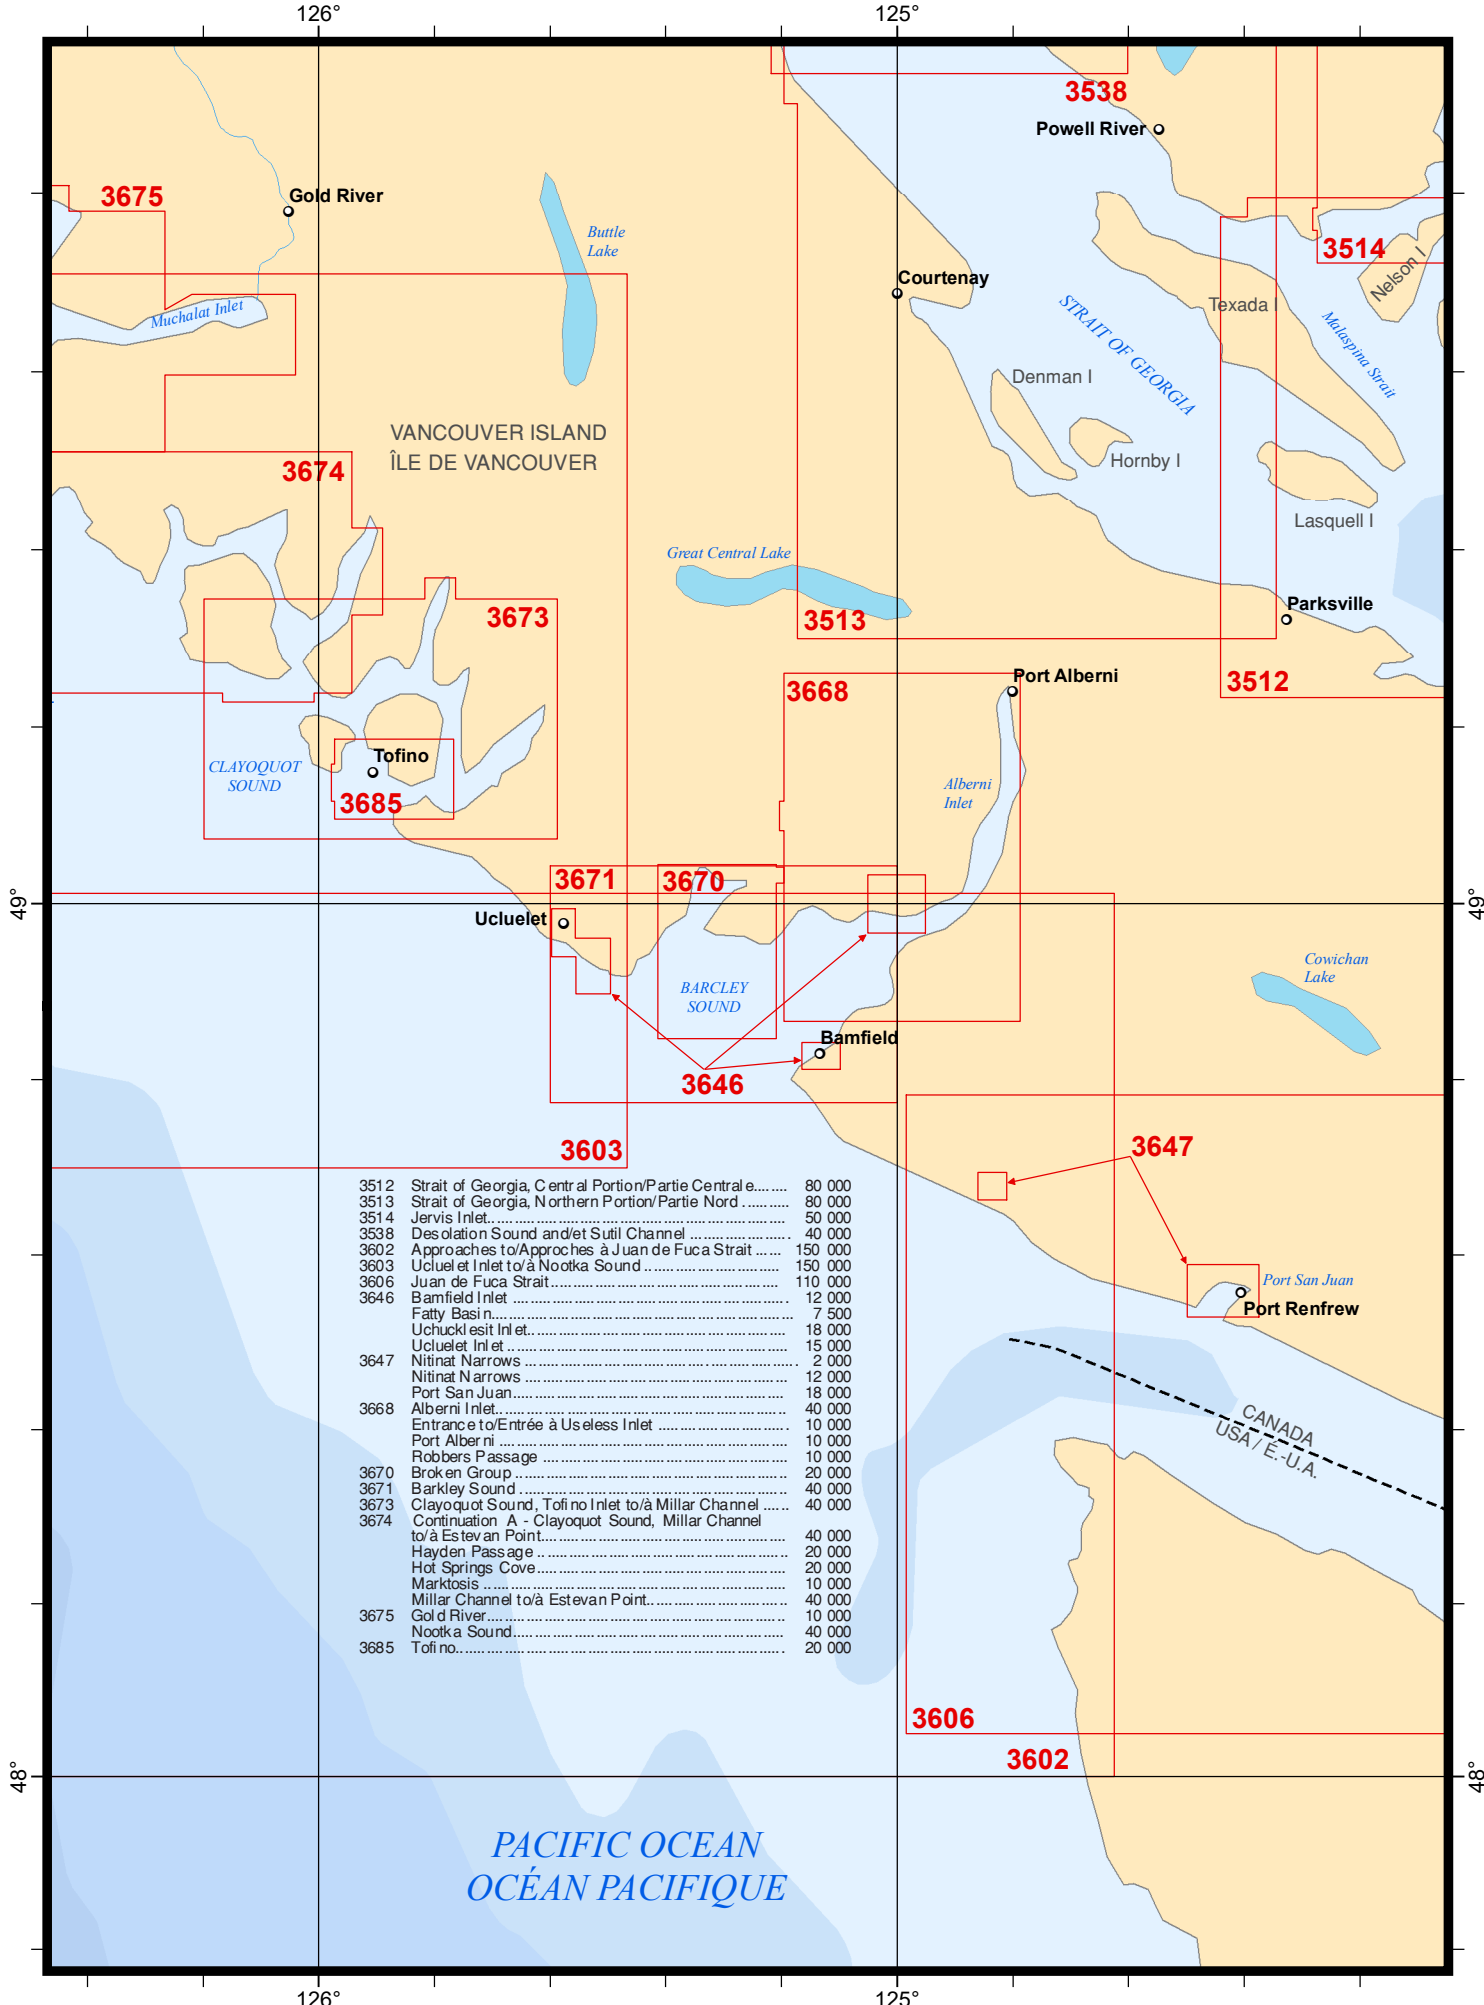 126°
125°
3538
Powell River
3675
Gold River
Buttle
Lake
3514
Nelson I
Courtenay
Muchalat Inlet
STRAIT OF GEORGIA
Texada I
Malaspina Strait
Denman I
VANCOUVER ISLAND
ÎLE DE VANCOUVER
3674
Hornby I
Lasquell I
Great Central Lake
3673
3513
Parksville
3512
Port Alberni
3668
CLAYOQUOT
SOUND
Tofino
3685
Alberni
Inlet
3671
3670
49°
49°
Ucluelet
BARCLEY
SOUND
Cowichan
Lake
Bamfield
3646
3647
3603
3512 Strait of Georgia, Central Portion/Partie Centrale....... 80 000
3513 Strait of Georgia, Northern Portion/Partie Nord .......... 80 000
3514 Jervis Inlet.......... 50 000
3538 Desolation Sound and/et Sutil Channel .......... 40 000
3602 Approaches to/Approches à Juan de Fuca Strait ...... 150 000
3603 Ucluelet Inlet to/à Nootka Sound .......... 150 000
3606 Juan de Fuca Strait.......... 110 000
3646 Bamfield Inlet .......... 12 000
Fatty Basin.......... 7 500
Uchucklesit Inlet.......... 18 000
Ucluelet Inlet .......... 15 000
3647 Nitinat Narrows .......... 2 000
Nitinat Narrows .......... 12 000
Port San Juan.......... 18 000
3668 Alberni Inlet.......... 40 000
Entrance to/Entrée à Useless Inlet .......... 10 000
Port Alberni .......... 10 000
Robbers Passage .......... 10 000
3670 Broken Group .......... 20 000
3671 Barkley Sound .......... 40 000
3673 Clayoquot Sound, Tofino Inlet to/à Millar Channel ..... 40 000
3674 Continuation A - Clayoquot Sound, Millar Channel
to/à Estevan Point.......... 40 000
Hayden Passage .......... 20 000
Hot Springs Cove.......... 20 000
Marktosis .......... 10 000
Millar Channel to/à Estevan Point.......... 40 000
3675 Gold River.......... 10 000
Nootka Sound.......... 40 000
3685 Tofino.......... 20 000
Port San Juan
Port Renfrew
CANADA
USA / É.-U.A.
3606
3602
48°
48°
PACIFIC OCEAN
OCÉAN PACIFIQUE
126°
125°